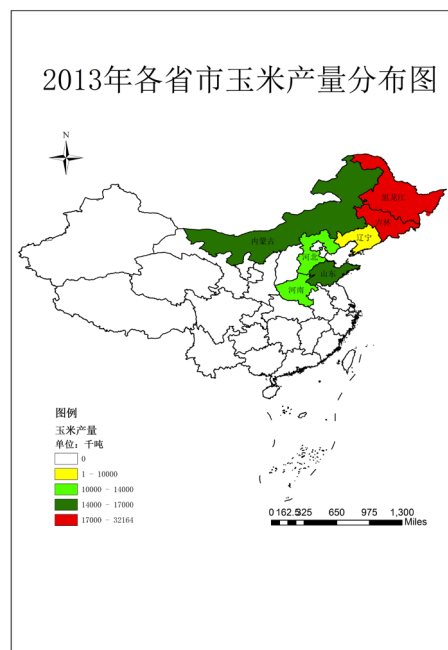 2013年各省市玉米产量分布图
N
黑龙江
吉林
辽宁
内蒙古
河北
山东
河南
图例
玉米产量
单位: 千吨
0
1 - 10000
10000 - 14000
14000 - 17000
17000 - 32164
0 162.5 325 650 975 1,300
Miles